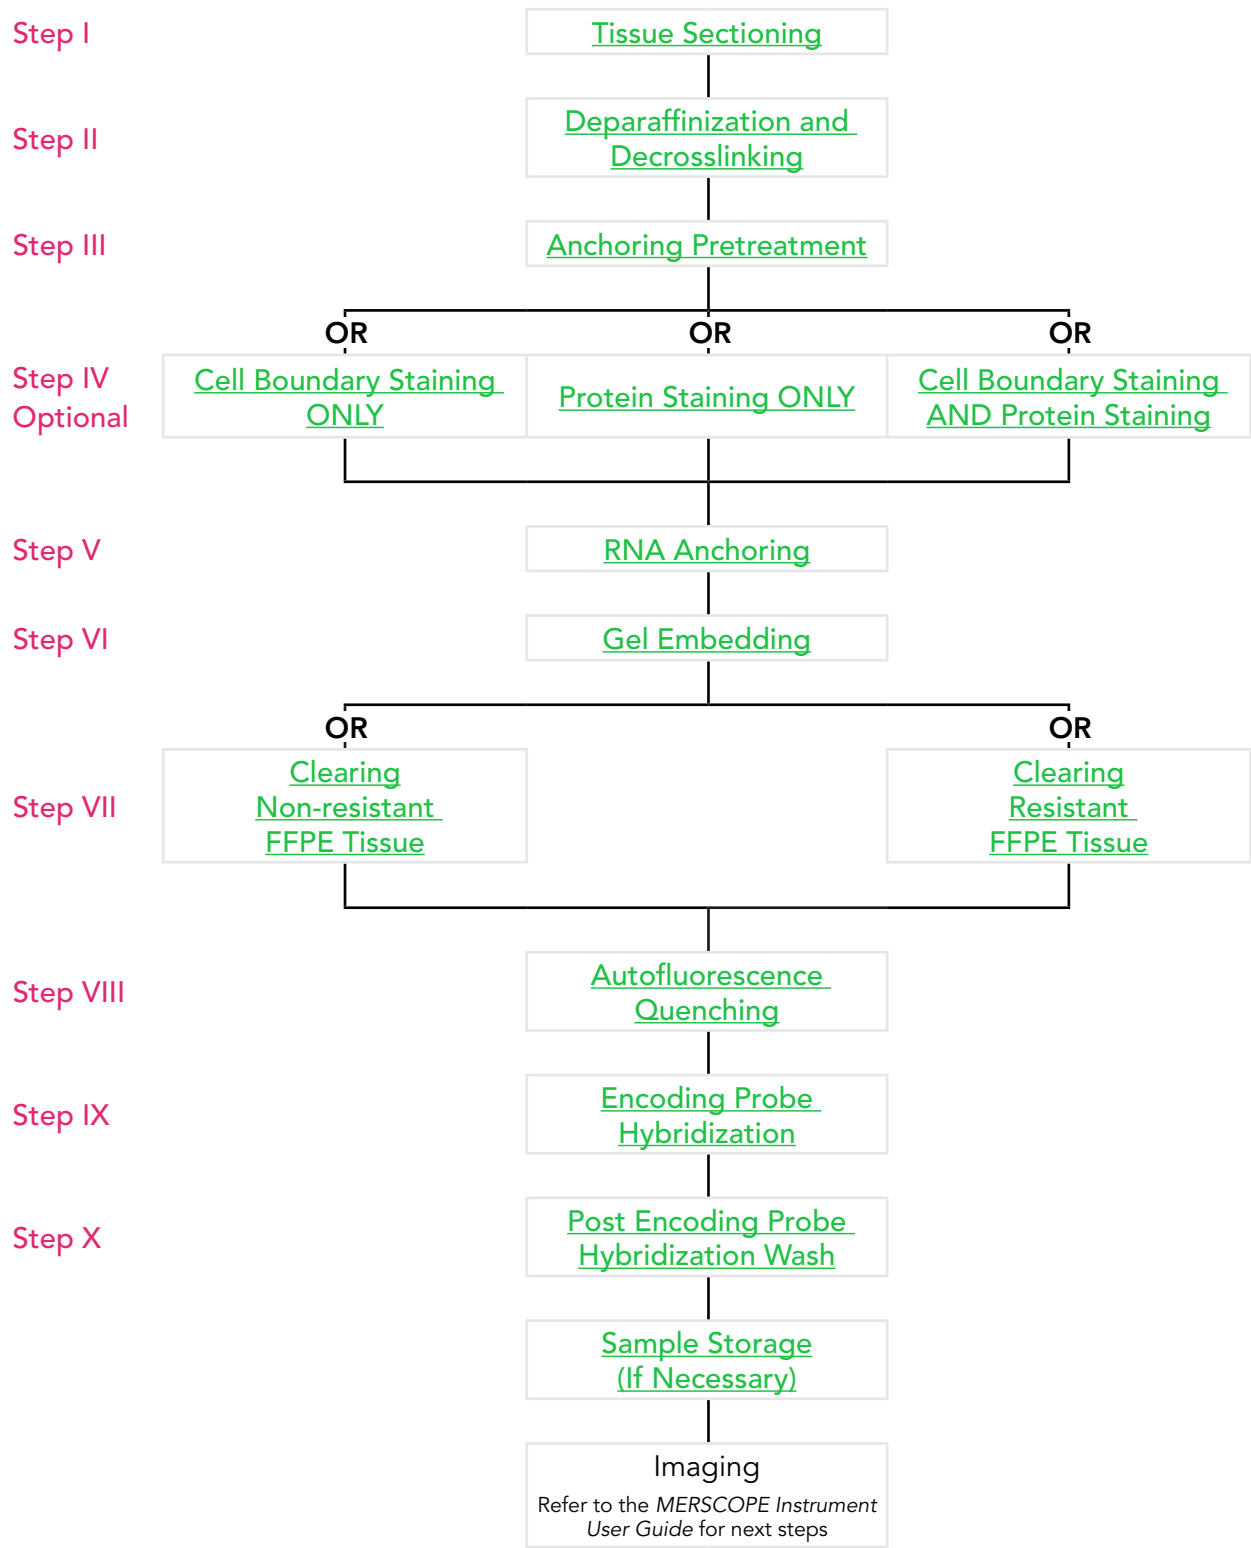 Step I
Tissue Sectioning
Step II
Deparaffinization and
Decrosslinking
Step III
Anchoring Pretreatment
OR
OR
OR
Step IV
Optional
Cell Boundary Staining
ONLY
Protein Staining ONLY
Cell Boundary Staining
AND Protein Staining
Step V
RNA Anchoring
Step VI
Gel Embedding
OR
OR
Step VII
Clearing
Non-resistant
FFPE Tissue
Clearing
Resistant
FFPE Tissue
Step VIII
Autofluorescence
Quenching
Step IX
Encoding Probe
Hybridization
Step X
Post Encoding Probe
Hybridization Wash
Sample Storage
(If Necessary)
Imaging
Refer to the MERSCOPE Instrument
User Guide for next steps